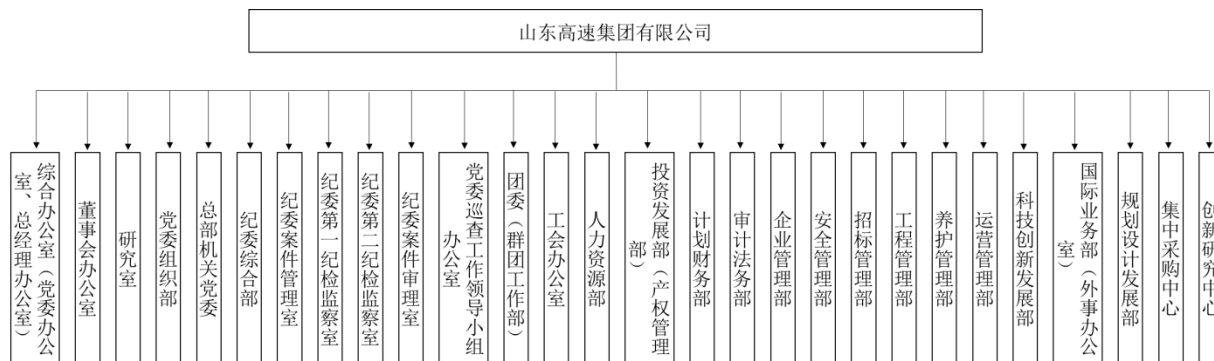 山东高速集团有限公司
综合办公室（党委办公
室、总经理办公室）
董事会办公室
研究室
党委组织部
总部机关党委
纪委综合部
纪委案件管理室
纪委第一纪检监察室
纪委第二纪检监察室
纪委案件审理室
党委巡查工作领导小组
办公室
团委（群团工作部）
工会办公室
人力资源部
投资发展部（产权管理
部）
计划财务部
审计法务部
企业管理部
安全管理部
招标管理部
工程管理部
养护管理部
运营管理部
科技创新发展部
国际业务部（外事办公
室）
规划设计发展部
集中采购中心
创新研究中心